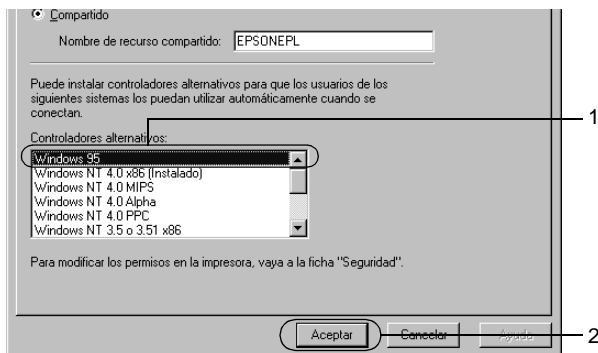 Compartido
Nombre de recurso compartido: EPSONEPL
Puede instalar controladores alternativos para que los usuarios de los
siguientes sistemas los puedan utilizar automáticamente cuando se
conectan.
1
Controladores alternativos:
Windows 95
Windows NT 4.0 x86 (Instalado)
Windows NT 4.0 MIPS
Windows NT 4.0 Alpha
Windows NT 4.0 PPC
Windows NT 3.5 o 3.51 x86
Para modificar los permisos en la impresora, vaya a la ficha "Seguridad".
Aceptar Cancelar Ayuda 2